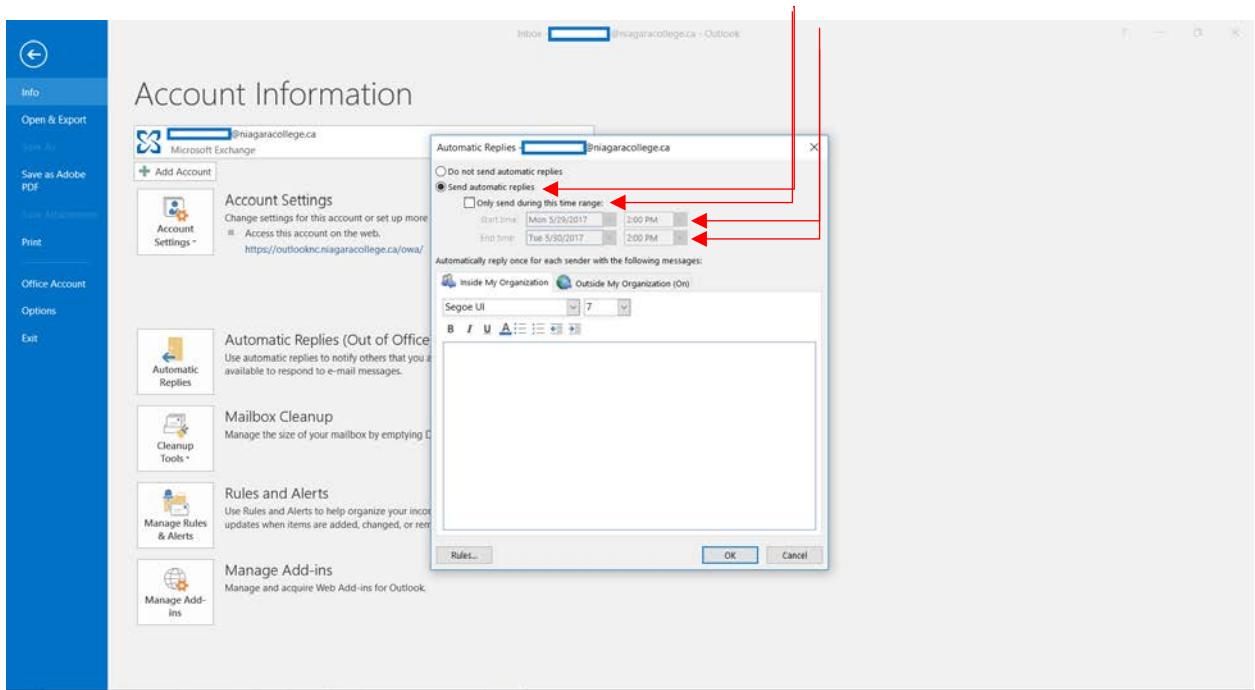 Inbox - @niagaracollege.ca - Outlook
?
Info
Open & Export
Save As
Save as Adobe
PDF
Save Attachments
Print
Office Account
Options
Exit
Account Information
@niagaracollege.ca
Microsoft Exchange
Add Account
Account
Settings
Account Settings
Change settings for this account or set up more
Access this account on the web.
https://outlooknc.niagaracollege.ca/owa/
Automatic
Replies
Automatic Replies (Out of Office
Use automatic replies to notify others that you a
available to respond to e-mail messages.
Cleanup
Tools
Mailbox Cleanup
Manage the size of your mailbox by emptying D
Manage Rules
& Alerts
Rules and Alerts
Use Rules and Alerts to help organize your incor
updates when items are added, changed, or rem
Manage Add-
ins
Manage Add-ins
Manage and acquire Web Add-ins for Outlook.
Automatic Replies - @niagaracollege.ca
Do not send automatic replies
Send automatic replies
Only send during this time range:
Start time: Mon 5/29/2017 2:00 PM
End time: Tue 5/30/2017 2:00 PM
Automatically reply once for each sender with the following messages:
Inside My Organization Outside My Organization (On)
Segoe UI 7
B I U A
Rules... OK Cancel